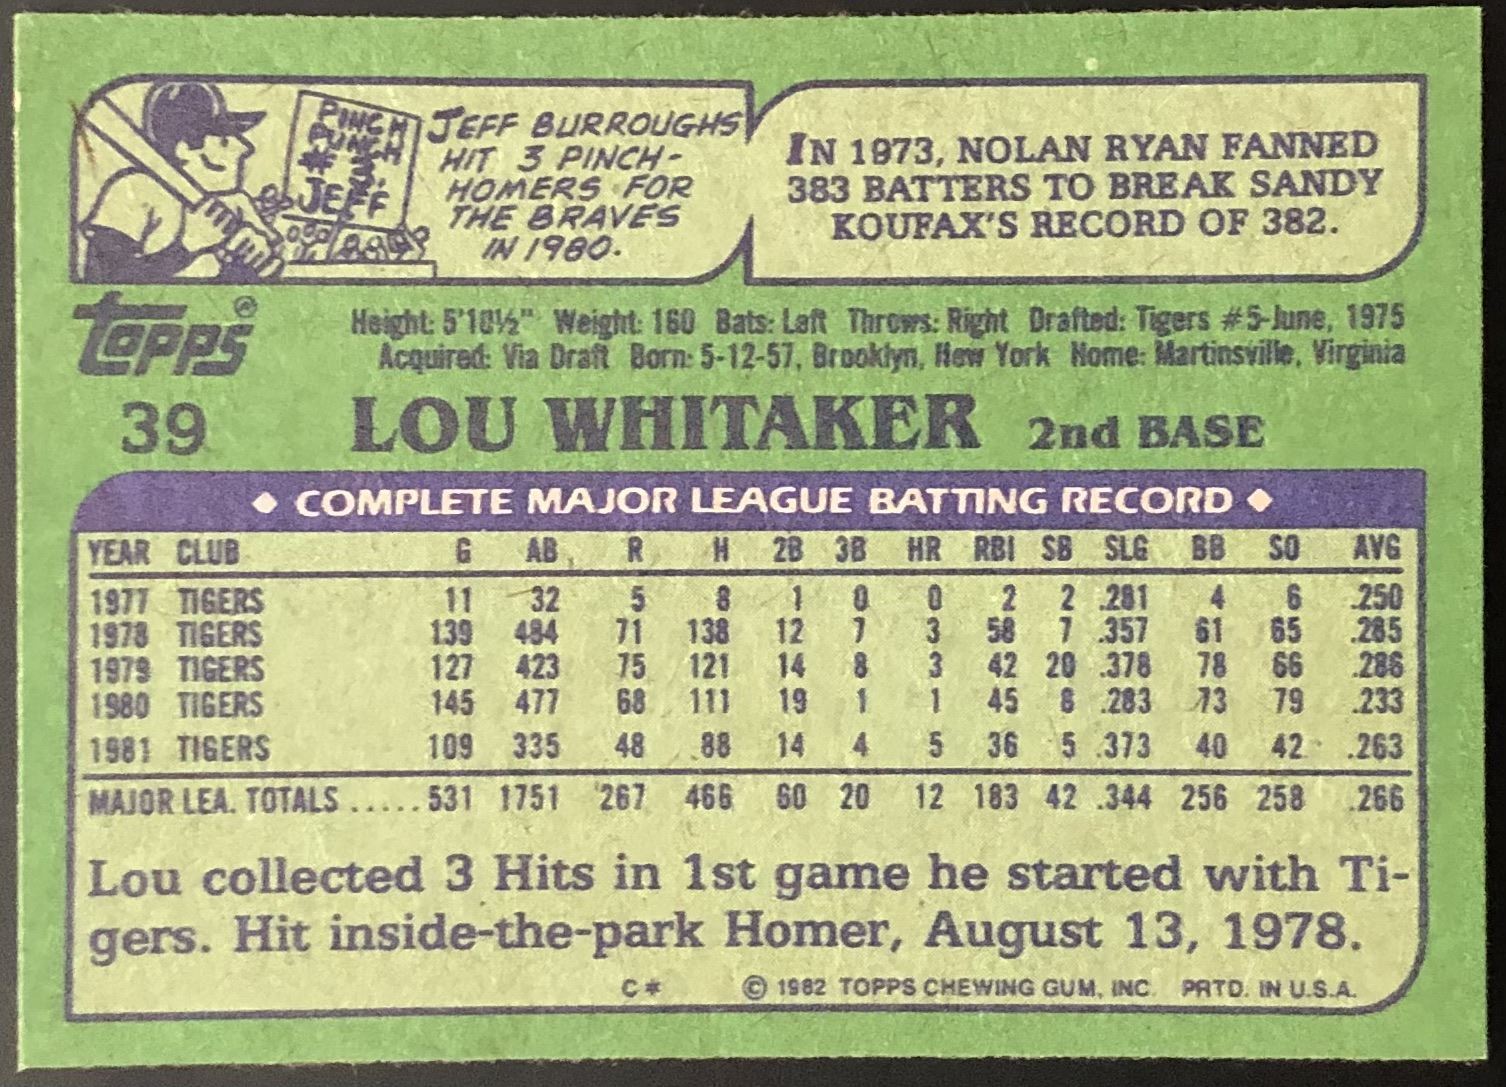 PINCH
PUNCH
JEFF
JEFF BURROUGHS
HIT 3 PINCH-
HOMERS FOR
THE BRAVES
IN 1980.
IN 1973, NOLAN RYAN FANNED
383 BATTERS TO BREAK SANDY
KOUFAX'S RECORD OF 382.
topps®
Height: 5'10½" Weight: 160 Bats: Left Throws: Right Drafted: Tigers #5-June, 1975
Acquired: Via Draft Born: 5-12-57, Brooklyn, New York Home: Martinsville, Virginia
39 LOU WHITAKER 2nd BASE
◆ COMPLETE MAJOR LEAGUE BATTING RECORD ◆
YEAR CLUB G AB R H 2B 3B HR RBI SB SLG BB SO AVG
1977 TIGERS 11 32 5 8 1 0 0 2 2 .281 4 6 .250
1978 TIGERS 139 484 71 138 12 7 3 58 7 .357 61 65 .285
1979 TIGERS 127 423 75 121 14 8 3 42 20 .378 78 66 .286
1980 TIGERS 145 477 68 111 19 1 1 45 8 .283 73 79 .233
1981 TIGERS 109 335 48 88 14 4 5 36 5 .373 40 42 .263
MAJOR LEA. TOTALS ..... 531 1751 267 466 60 20 12 183 42 .344 256 258 .266
Lou collected 3 Hits in 1st game he started with Ti-
gers. Hit inside-the-park Homer, August 13, 1978.
C* © 1982 TOPPS CHEWING GUM, INC. PRTD. IN U.S.A.